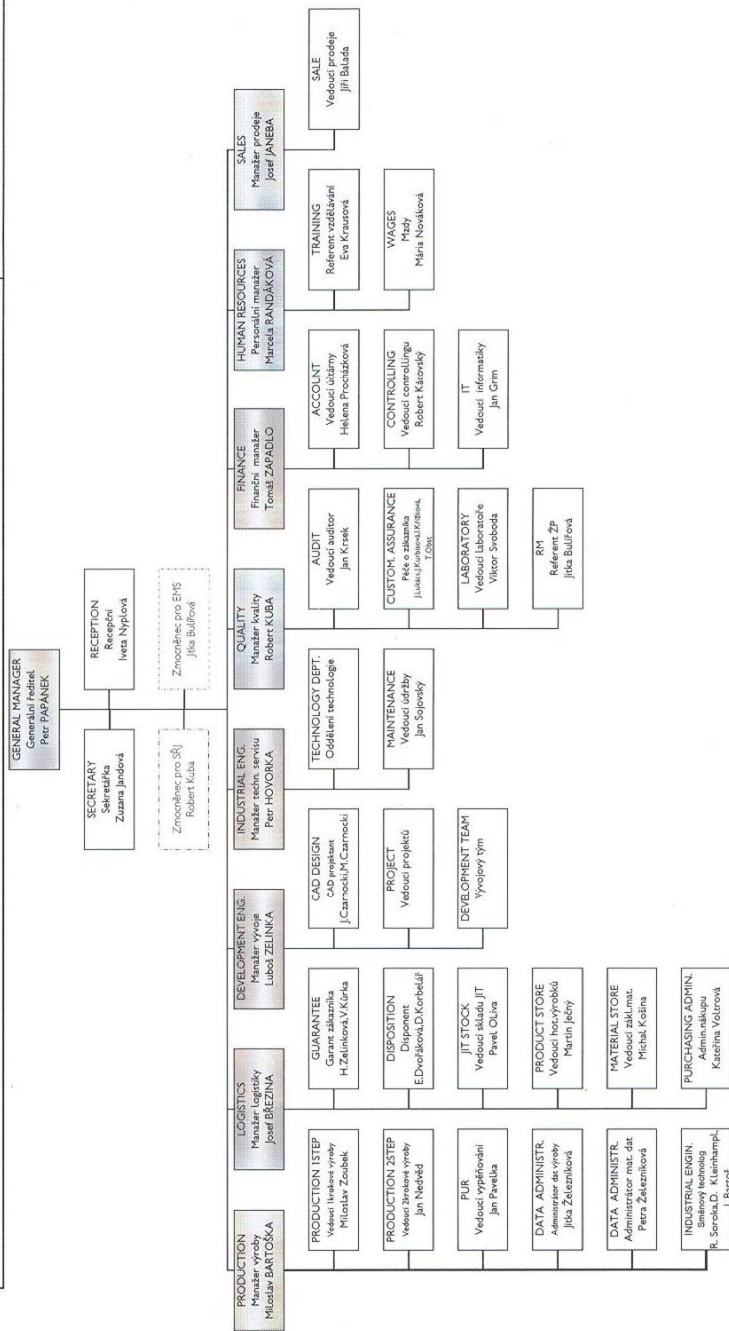 GENERAL MANAGER
Generální ředitel
Petr PAPÁNEK
SECRETARY
Sekretářka
Zuzana Jandová
RECEPTION
Recepční
Iveta Nyplová
Zmocněnec pro SŘJ
Robert Kuba
Zmocněnec pro EMS
Jitka Bulířová
PRODUCTION
Manažer výroby
Miloslav BARTOŠKA
LOGISTICS
Manažer logistiky
Josef BŘEZINA
DEVELOPMENT ENG.
Manažer vývoje
Luboš ZELINKA
INDUSTRIAL ENG.
Manažer techn. servisu
Petr HOVORKA
QUALITY
Manažer kvality
Robert KUBA
FINANCE
Finanční manažer
Tomáš ZAPADLO
HUMAN RESOURCES
Personální manažer
Marcela RANDÁKOVÁ
SALES
Manažer prodeje
Josef JANEBA
PRODUCTION 1STEP
Vedoucí 1krokové výroby
Miloslav Zoubek
PRODUCTION 2STEP
Vedoucí 2krokové výroby
Jan Nedvěd
PUR
Vedoucí vypěňování
Jan Pavelka
DATA ADMINISTR.
Administrátor dat výroby
Jitka Železníková
DATA ADMINISTR.
Administrátor mat. dat
Petra Železníková
INDUSTRIAL ENGIN.
Směnový technolog
R. Soroka,D. Kleinhampl,
GUARANTEE
Garant zákazníka
H.Zelinková,V.Kůrka
DISPOSITION
Disponent
E.Dvořáková,D.Korbelář
JIT STOCK
Vedoucí skladu JIT
Pavel OLiva
PRODUCT STORE
Vedoucí hot.výrobků
Martin Ječný
MATERIAL STORE
Vedoucí zákl.mat.
Michal Košina
PURCHASING ADMIN.
Admin.nákupu
Kateřina Voltrová
CAD DESIGN
CAD projektant
J.Czarnocki,M.Czarnocki
PROJECT
Vedoucí projektů
DEVELOPMENT TEAM
Vývojový tým
TECHNOLOGY DEPT.
Oddělení technologie
MAINTENANCE
Vedoucí údržby
Jan Sojovský
AUDIT
Vedoucí auditor
Jan Krsek
CUSTOM. ASSURANCE
Péče o zákazníka
T.Obst
LABORATORY
Vedoucí laboratoře
Viktor Svoboda
RM
Referent ŽP
Jitka Bulířová
ACCOUNT
Vedoucí účtárny
Helena Procházková
CONTROLLING
Vedoucí controllingu
Robert Kácovský
IT
Vedoucí informatiky
Jan Grim
TRAINING
Referent vzdělávání
Eva Krausová
WAGES
Mzdy
Mária Nováková
SALE
Vedoucí prodeje
Jiří Balada